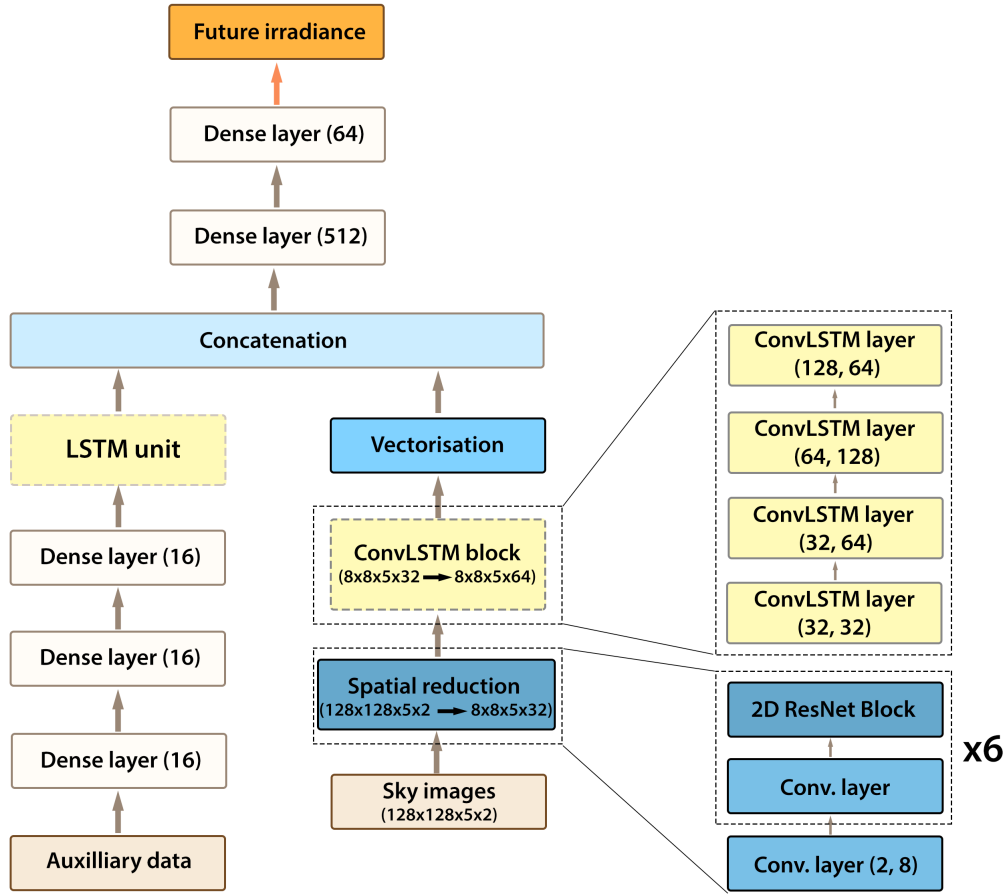 Future irradiance
Dense layer (64)
Dense layer (512)
Concatenation
LSTM unit
Dense layer (16)
Dense layer (16)
Dense layer (16)
Auxilliary data
Vectorisation
ConvLSTM block
(8x8x5x32 → 8x8x5x64)
Spatial reduction
(128x128x5x2 → 8x8x5x32)
Sky images
(128x128x5x2)
ConvLSTM layer
(128, 64)
ConvLSTM layer
(64, 128)
ConvLSTM layer
(32, 64)
ConvLSTM layer
(32, 32)
2D ResNet Block
Conv. layer
x6
Conv. layer (2, 8)